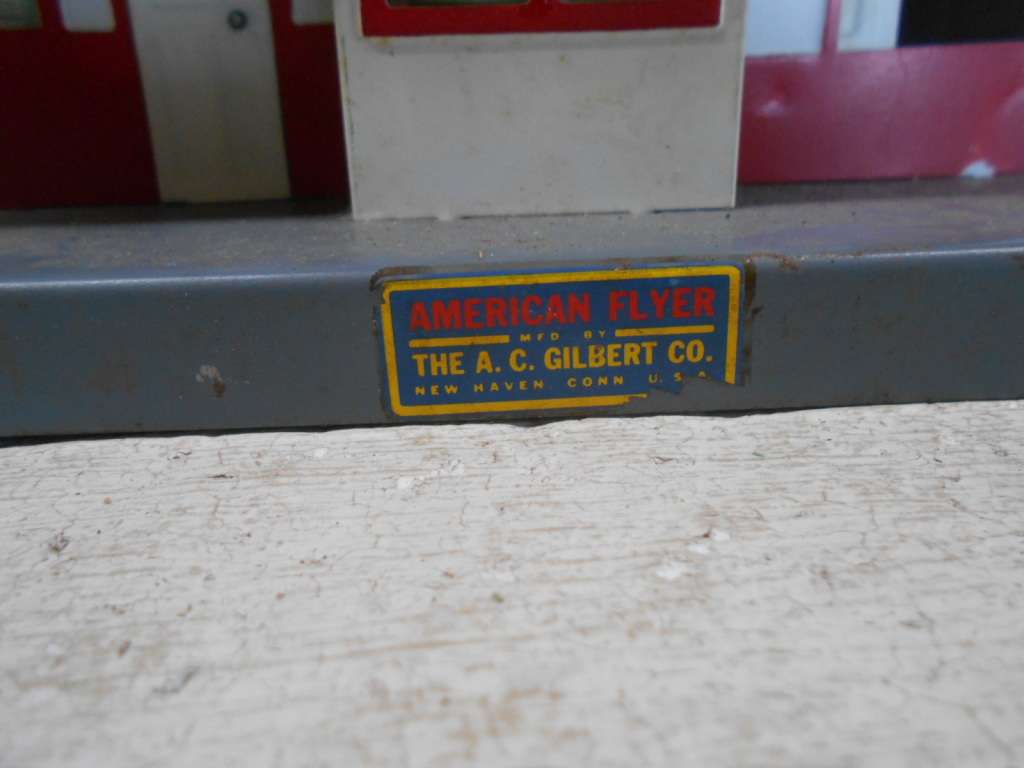 AMERICAN FLYER
MFD BY
THE A. C. GILBERT CO.
NEW HAVEN CONN U. S. A.